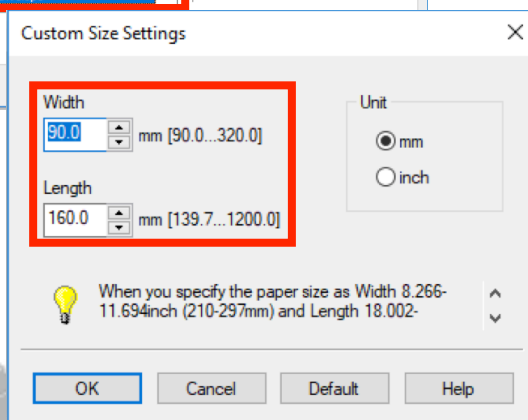 Custom Size Settings
Width
90.0 mm [90.0...320.0]
Length
160.0 mm [139.7...1200.0]
Unit
mm
inch
When you specify the paper size as Width 8.266-
11.694inch (210-297mm) and Length 18.002-
OK Cancel Default Help